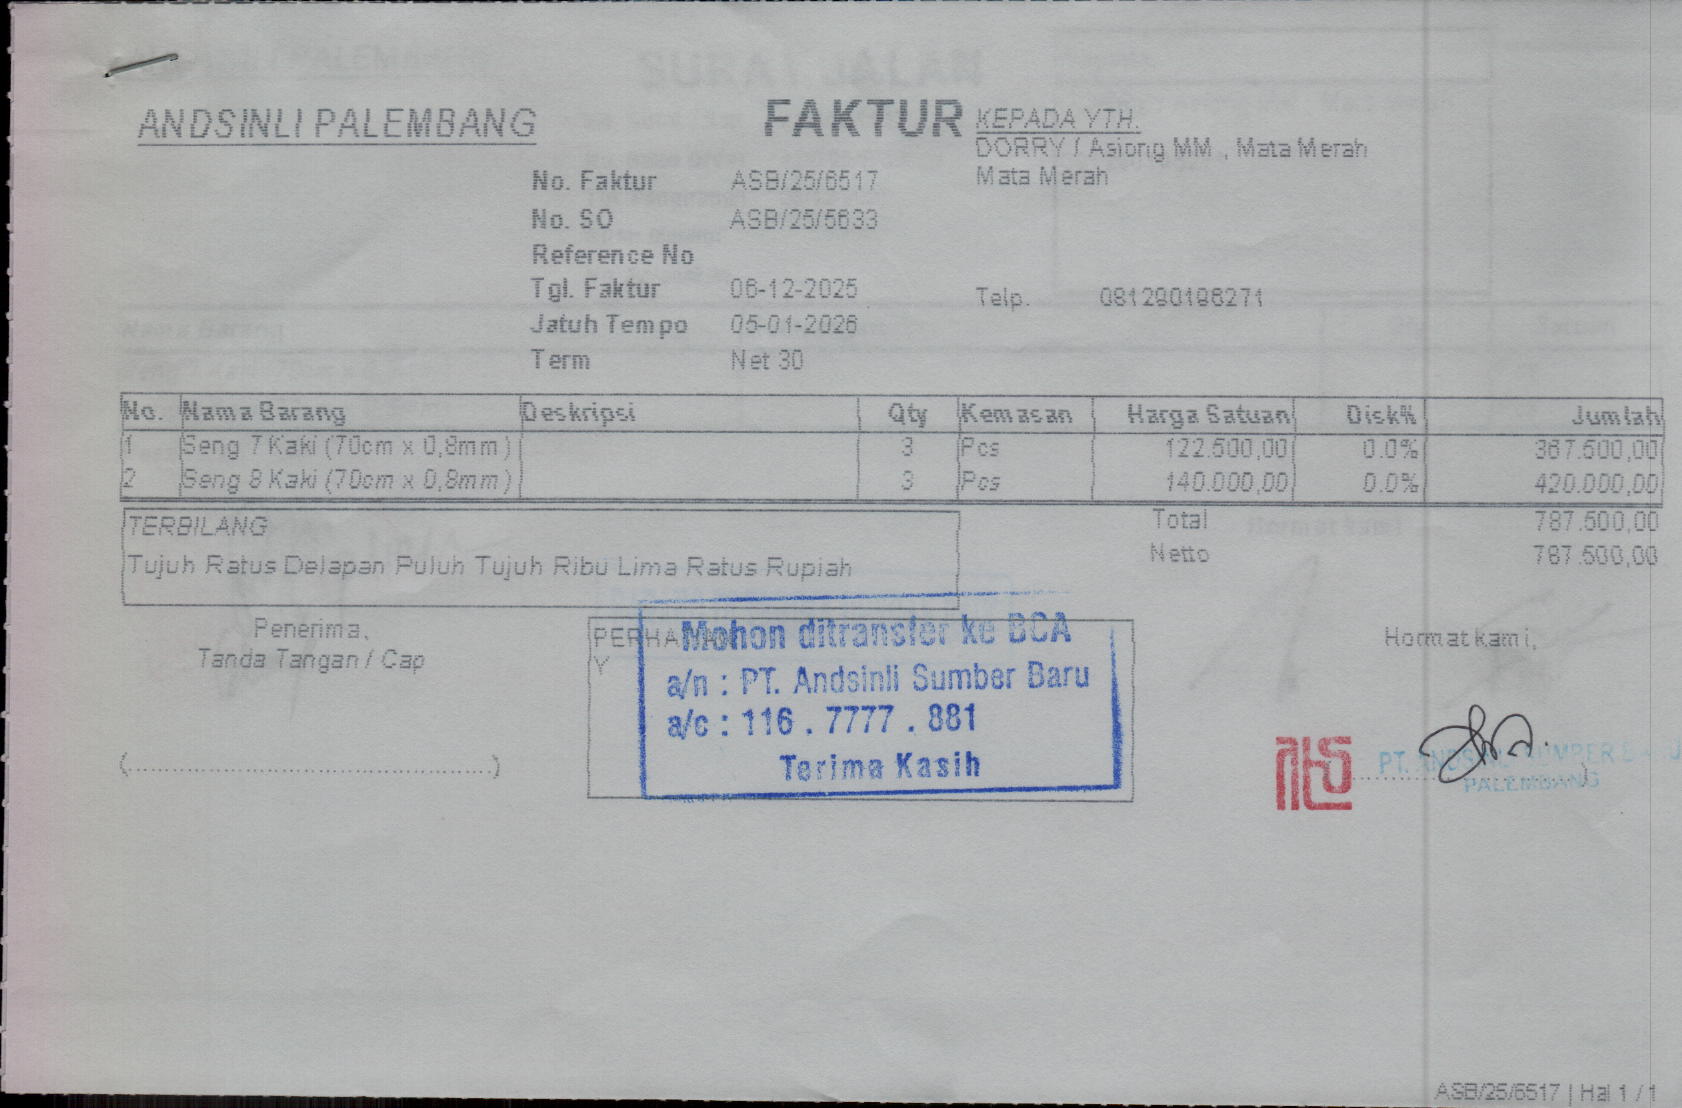 ANDSINLI PALEMBANG
FAKTUR
KEPADA YTH.
DORRY / Asiong MM , Mata Merah
Mata Merah
No. Faktur ASB/25/6517
No. SO ASB/25/5633
Reference No
Tgl. Faktur 06-12-2025
Telp. 081290196271
Jatuh Tempo 05-01-2026
Term Net 30
No. Nama Barang Deskripsi Qty Kemasan Harga Satuan Disk% Jumlah
1 Seng 7 Kaki (70cm x 0,8mm) 3 Pcs 122.500,00 0.0% 367.500,00
2 Seng 8 Kaki (70cm x 0,8mm) 3 Pcs 140.000,00 0.0% 420.000,00
TERBILANG
Tujuh Ratus Delapan Puluh Tujuh Ribu Lima Ratus Rupiah
Total 787.500,00
Netto 787.500,00
Penerima,
Tanda Tangan / Cap
(............................................)
Mohon ditransfer ke BCA
a/n : PT. Andsinli Sumber Baru
a/c : 116 . 7777 . 881
Terima Kasih
Hormat kami,
PALEMBANG
ASB/25/6517 | Hal 1 / 1
SURAT JALAN